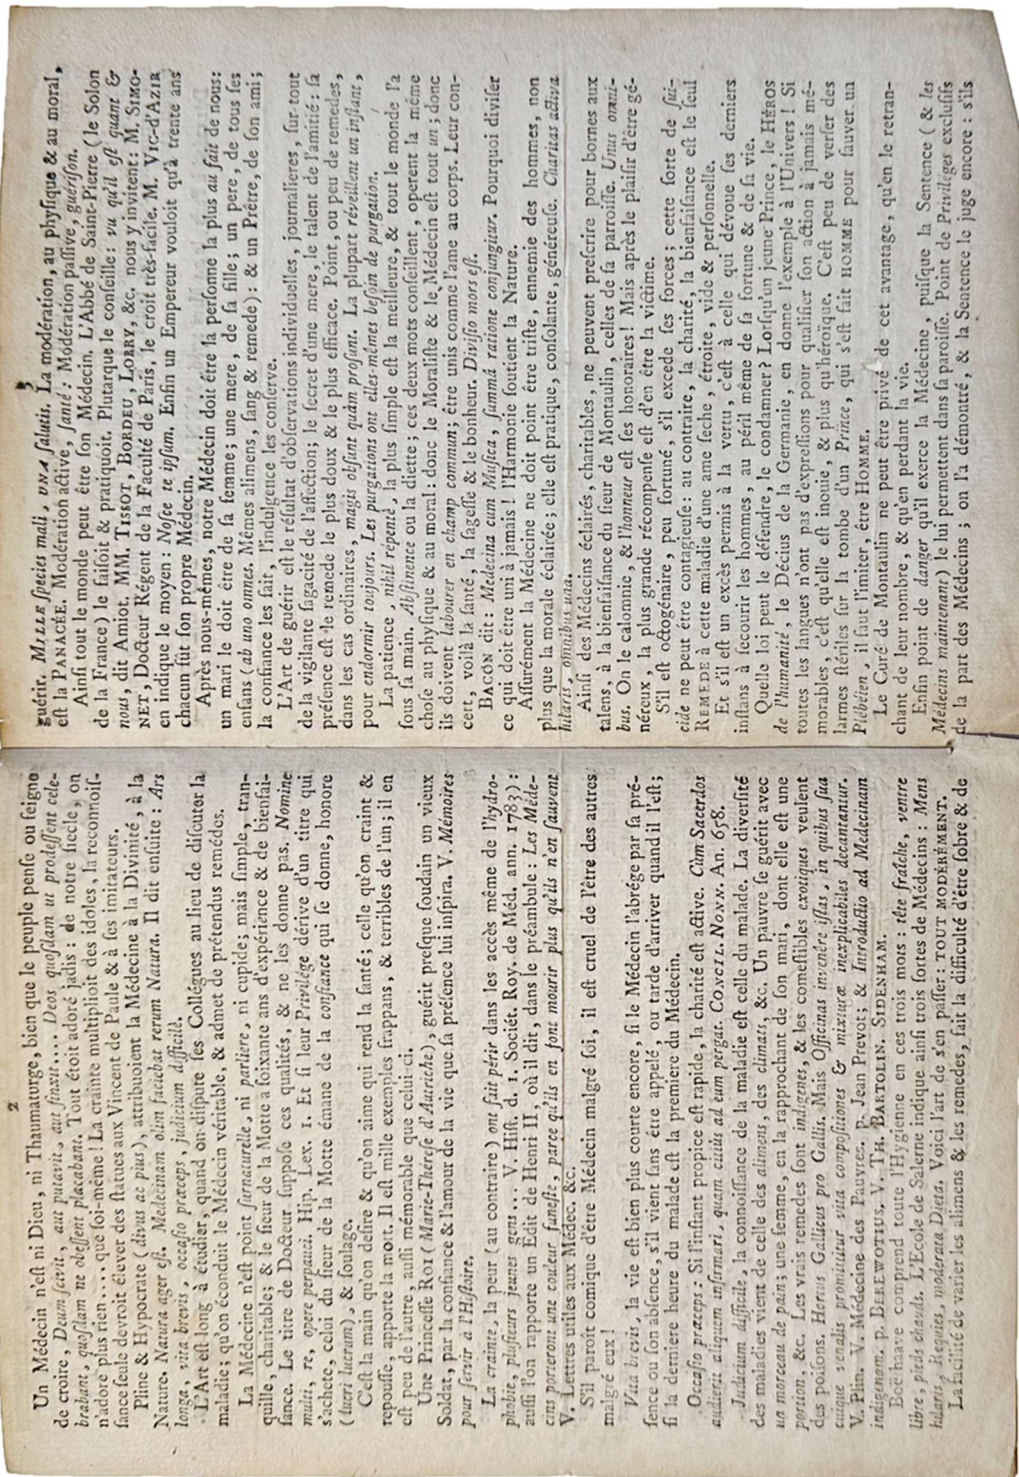 2
Un Médecin n'eſt ni Dieu, ni Thaumaturge, bien que le peuple penſe ou ſeigne
de croire, Deum ſcivit, aut putavit, aut finxit.... Deos quoſdam ut prodeſſent cele-
brabant, quoſdam ne obeſſent placabant. Tout étoit adoré jadis: de notre ſiecle, on
n'adore plus rien... que ſoi-même! La crainte multiplioit des idoles, la reconnoiſ-
ſance ſeule devroit élever des ſtatues aux Vincent de Paule & à ſes imitateurs.
Pline & Hypocrate (divus ac pius), attribuoient la Médecine à la Divinité, à la
Nature. Natura ager eſt. Medicinam olim faciebat rerum Natura. Il dit enſuite: Ars
longa, vita brevis, occaſio præceps, judicium difficile.
L'Art eſt long à étudier, quand on diſpute ſes Collégues au lieu de diſcuter la
maladie; qu'on éconduit le Médecin véritable, & admet de prétendus remédes.
La Médecine n'eſt point ſurnaturelle, ni parliere, ni cupide; mais ſimple, tran-
quille, charitable; & le ſieur de la Motte a ſoixante ans d'expérience & de bienfai-
ſance. Le titre de Docteur ſuppoſe ces qualités, & ne les donne pas. Nomine
multi, re, opere perpauci. Hip. Lex. 1. Et ſi leur Privilége dérive d'un titre qui
s'achete, celui du ſieur de la Motte émane de la confiance qui ſe donne, honore
(lucri lucrum), & ſoulage.
C'eſt la main qu'on deſire & qu'on aime qui rend la ſanté; celle qu'on craint &
repouſſe, apporte la mort. Il eſt mille exemples frappans, & terribles de l'un; il en
eſt peu de l'autre, auſſi mémorable que celui-ci.
Une Princeſſe ROI (Marie-Thérèſe d'Autriche), guérit preſque ſoudain un vieux
Soldat, par la confiance & l'amour de la vie que ſa préſence lui inſpira. V. Mémoires
pour ſervir à l'Hiſtoire.
La crainte, la peur (au contraire) ont fait périr dans les accès même de l'hydro-
phobie, pluſieurs jeunes gens... V. Hiſt. d. 1. Sociét. Roy. de Méd. ann. 1783):
auſſi l'on rapporte un Edit de Henri II, où il dit, dans le préambule: Les Méde-
cins porteront une couleur funeſte, parce qu'ils en font mourir plus qu'ils n'en ſauvent
V. Lettres utiles aux Médec. &c.
S'il paroît comique d'être Médecin malgré ſoi, il eſt cruel de l'être des autres
malgré eux!
Vita brevis, la vie eſt bien plus courte encore, ſi le Médecin l'abrége par ſa pré-
ſence ou ſon abſence, s'il vient ſans être appelé, ou tarde d'arriver quand il l'eſt;
ſi la derniere heure du malade eſt la premiere du Médecin.
Occaſio præceps: Si l'inſtant propice eſt rapide, la charité eſt active. Cùm Sacerdos
audierit aliquem infirmari, quam citiùs ad eum pergat. CONCIL. NOVN. An. 658.
Judicium difficile, la connoiſſance de la maladie eſt celle du malade. La diverſité
des maladies vient de celle des alimens, des climats, &c. Un pauvre ſe guérit avec
un morceau de pain; une femme, en la rapprochant de ſon mari, dont elle eſt une
portion, &c. Les vrais remedes ſont indigenes, & les comeſtibles exotiques veulent
des poiſons. Horus Gallicus pro Gallis. Mais Officinas invenére iſtas, in quibus ſua
cuique venalis promittitur vita compoſitiones & mixturæ inexplicabiles decantantur.
V. Plin. V. Médecine des Pauvres. p. Jean Prevot; & Introductio ad Medecinam
indigenam. p. BEEWOTIUS, V. TH. BARTOLIN. SIDENHAM.
Boërhaave comprend toute l'Hygienne en ces trois mors: tête fraîche, ventre
libre, pieds chauds. L'Ecole de Salerne indique ainſi trois ſortes de Médecins: Mens
hilaris, Requies, moderata Dieta. Voici l'art de s'en paſſer: TOUT MODÉRÉMENT.
La facilité de varier les alimens & les remedes, fait la difficulté d'être ſobre & de
guérir. MILLE ſpecies mali, UNA ſalutis. La modération, au phyſique & au moral,
eſt la PANACÉE. Modération active, ſanté: Modération paſſive, guériſon.
Ainſi tout le monde peut être ſon Médecin. L'Abbé de Saint-Pierre (le Solon
de la France) le faiſoit & pratiquoit. Plutarque le conſeille: vu qu'il eſt quant &
nous, dit Amiot. MM. TISSOT, BORDEU, LORRY, &c. nous y invitent: M. SIMO-
NET, Docteur Régent de la Faculté de Paris, le croit très-facile. M. VIC-d'AZIR
en indique le moyen: Noſce te ipſum. Enfin un Empereur vouloit qu'à trente ans
chacun fût ſon propre Médecin.
Après nous-mêmes, notre Médecin doit être la perſonne la plus au fait de nous:
un mari le doit être de ſa femme; une mere, de ſa fille; un pere, de tous ſes
enfans (ab uno omnes. Mêmes alimens, ſang & remede): & un Prêtre, de ſon ami;
la confiance les fait, l'indulgence les conſerve.
L'Art de guérir eſt le réſultat d'obſervations individuelles, journalieres, ſur-tout
de la vigilante ſagacité de l'affection; le ſecret d'une mere, le talent de l'amitié: ſa
préſence eſt le remede le plus doux & le plus efficace. Point, ou peu de remedes,
dans les cas ordinaires, magis obſunt quàm proſunt. La plupart réveillent un inſtant,
pour endormir toujours. Les purgations ont elles-mêmes beſoin de purgation.
La patience, nihil répentè, la plus ſimple eſt la meilleure, & tout le monde l'a
ſous ſa main. Abſtinence ou la diette; ces deux mots conſeillent, operent la même
choſe au phyſique & au moral: donc le Moraliſte & le Médecin eſt tout un; donc
ils doivent labourer en champ commun; être unis comme l'ame au corps. Leur con-
cert, voilà la ſanté, la ſageſſe & le bonheur. Diviſio mors eſt.
BACON dit: Medecina cum Muſica, ſummâ ratione conjungitur. Pourquoi diviſer
ce qui doit être uni à jamais! l'Harmonie ſoutient la Nature.
Aſſurément la Médecine ne doit point être triſte, ennemie des hommes, non
plus que la morale éclairée; elle eſt pratique, conſolante, généreuſe. Charitas activa
hilaris, omnibus una.
Ainſi des Médecins éclairés, charitables, ne peuvent preſcrire pour bornes aux
talens, à la bienfaiſance du ſieur de Montaulin, celles de ſa parroiſſe. Unus omni-
bus. On le calomnie, & l'honneur eſt ſes honoraires! Mais après le plaiſir d'être gé-
néreux, la plus grande récompenſe eſt d'en être la victime.
S'il eſt octogénaire, peu fortuné, s'il excede ſes forces; cette ſorte de ſui-
cide ne peut être contagieuſe: au contraire, la charité, la bienfaiſance eſt le ſeul
REMEDE à cette maladie d'une ame ſeche, étroite, vide & perſonnelle.
Et s'il eſt un excès permis à la vertu, c'eſt à celle qui dévoue ſes derniers
inſtans à ſecourir les hommes, au péril même de ſa fortune & de ſa vie.
Quelle loi peut le défendre, le condamner? Lorſqu'un jeune Prince, le HÉROS
de l'humanité, le Décius de la Germanie, en donne l'exemple à l'Univers! Si
toutes les langues n'ont pas d'expreſſions pour qualifier ſon action à jamais mé-
morables, c'eſt qu'elle eſt inouie, & plus qu'héroïque. C'eſt peu de verſer des
larmes ſtériles ſur la tombe d'un Prince, qui s'eſt fait HOMME pour ſauver un
Plébéien, il faut l'imiter, être HOMME.
Le Curé de Montaulin ne peut être privé de cet avantage, qu'en le retran-
chant de leur nombre, & qu'en perdant la vie.
Enfin point de danger qu'il exerce la Médecine, puiſque la Sentence (& les
Médecins maintenant) le lui permettent dans ſa paroiſſe. Point de Privileges excluſifs
de la part des Médecins; on l'a démontré, & la Sentence le juge encore: s'ils